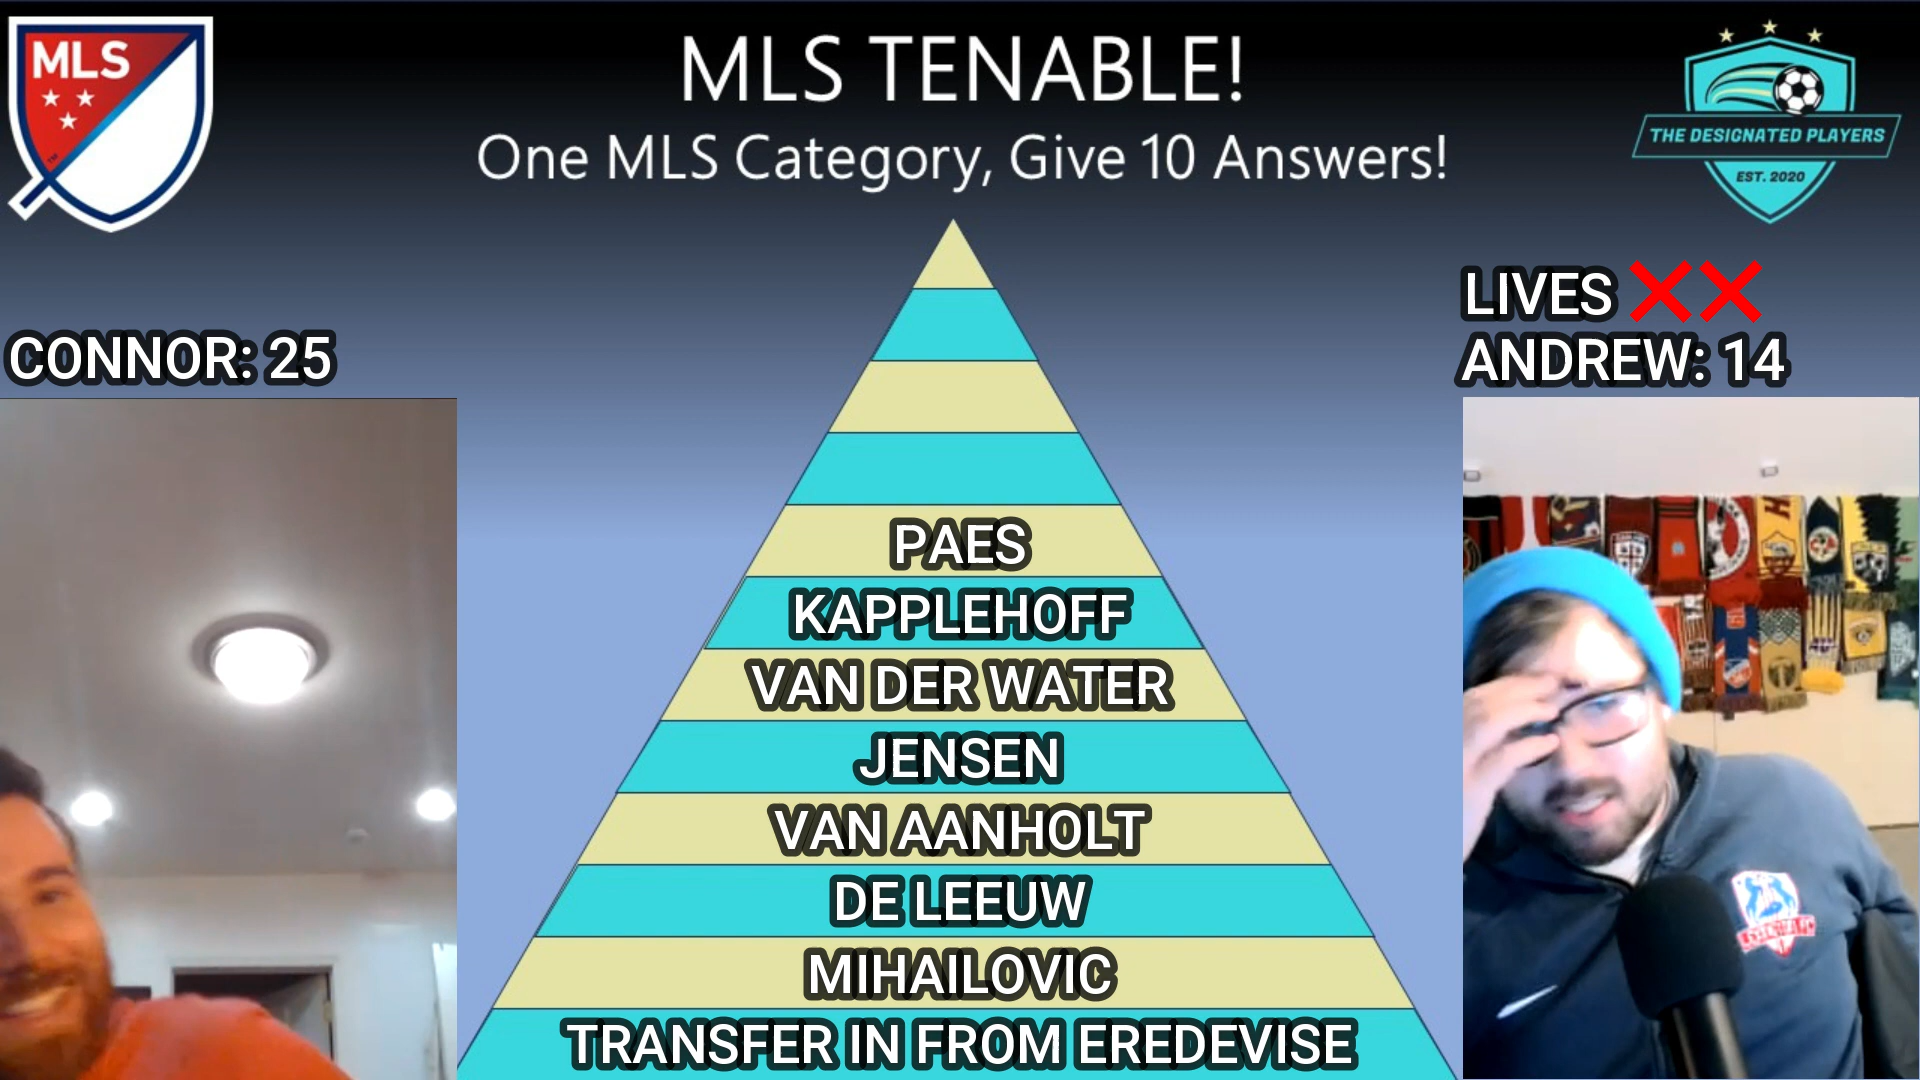 MLS
MLS TENABLE!
One MLS Category, Give 10 Answers!
THE DESIGNATED PLAYERS
EST. 2020
CONNOR: 25
LIVES ❌❌
ANDREW: 14
PAES
KAPPLEHOFF
VAN DER WATER
JENSEN
VAN AANHOLT
DE LEEUW
MIHAILOVIC
TRANSFER IN FROM EREDEVISE